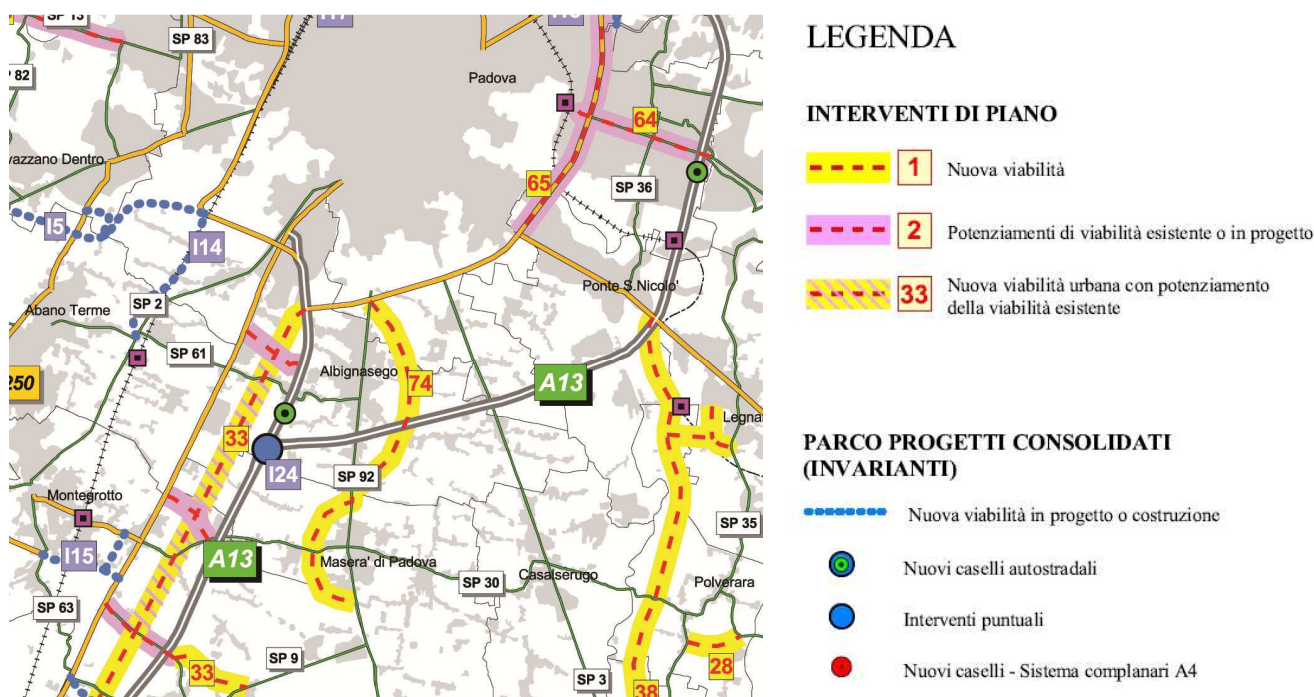 SP 13
SP 83
I17
SP 82
Padova
64
vazzano Dentro
65
SP 36
I5
I14
SP 2
Ponte S.Nicolo'
Abano Terme
SP 61
250
Albignasego
74
A13
Legna
33
I24
SP 92
Montegrotto
SP 35
I15
A13
Masera' di Padova
SP 30
Casalserugo
Polverara
SP 63
33
SP 9
SP 3
38
28
LEGENDA
INTERVENTI DI PIANO
1 Nuova viabilità
2 Potenziamenti di viabilità esistente o in progetto
33 Nuova viabilità urbana con potenziamento
della viabilità esistente
PARCO PROGETTI CONSOLIDATI
(INVARIANTI)
Nuova viabilità in progetto o costruzione
Nuovi caselli autostradali
Interventi puntuali
Nuovi caselli - Sistema complanari A4